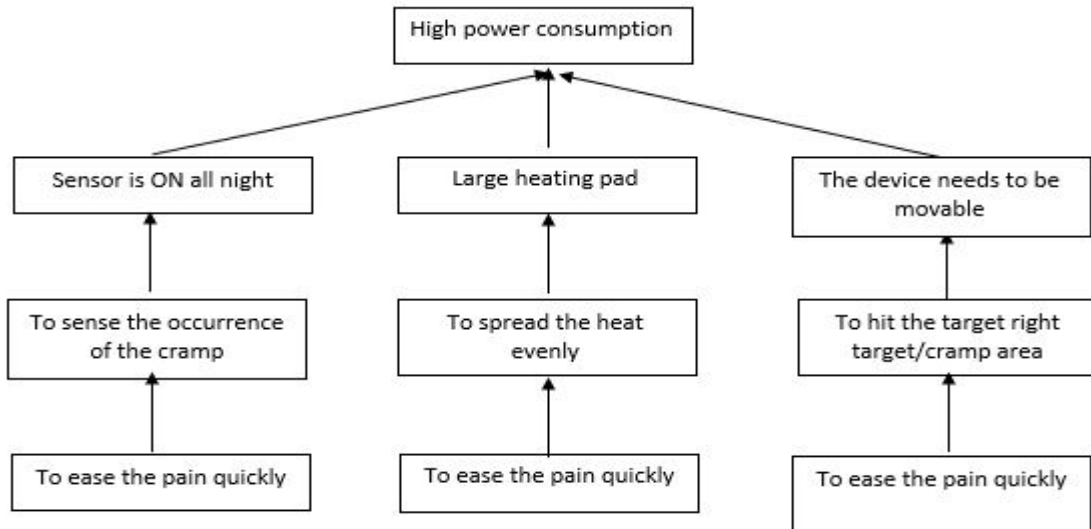 High power consumption
Sensor is ON all night
Large heating pad
The device needs to be
movable
To sense the occurrence
of the cramp
To spread the heat
evenly
To hit the target right
target/cramp area
To ease the pain quickly
To ease the pain quickly
To ease the pain quickly